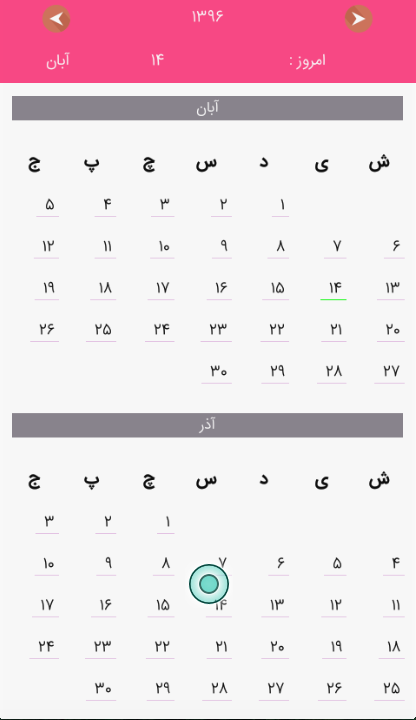 ۱۳۹۶
امروز : ۱۴ آبان
آبان
ش ی د س چ پ ج
۱ ۲ ۳ ۴ ۵
۶ ۷ ۸ ۹ ۱۰ ۱۱ ۱۲
۱۳ ۱۴ ۱۵ ۱۶ ۱۷ ۱۸ ۱۹
۲۰ ۲۱ ۲۲ ۲۳ ۲۴ ۲۵ ۲۶
۲۷ ۲۸ ۲۹ ۳۰
آذر
ش ی د س چ پ ج
۱ ۲ ۳
۴ ۵ ۶ ۷ ۸ ۹ ۱۰
۱۱ ۱۲ ۱۳ ۱۴ ۱۵ ۱۶ ۱۷
۱۸ ۱۹ ۲۰ ۲۱ ۲۲ ۲۳ ۲۴
۲۵ ۲۶ ۲۷ ۲۸ ۲۹ ۳۰